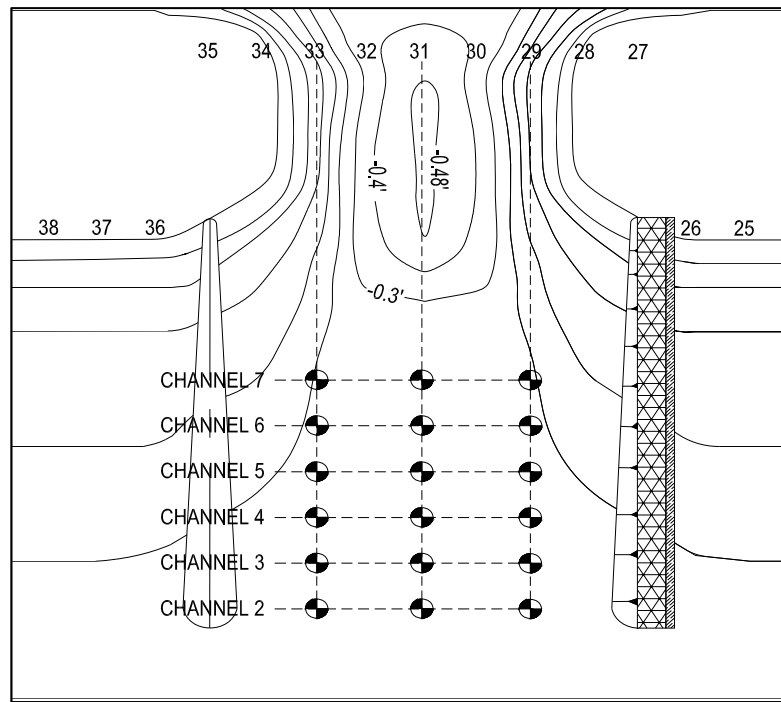 35 34 33 32 31 30 29 28 27
-0.4' -0.48'
38 37 36 26 25
-0.3'
CHANNEL 7
CHANNEL 6
CHANNEL 5
CHANNEL 4
CHANNEL 3
CHANNEL 2